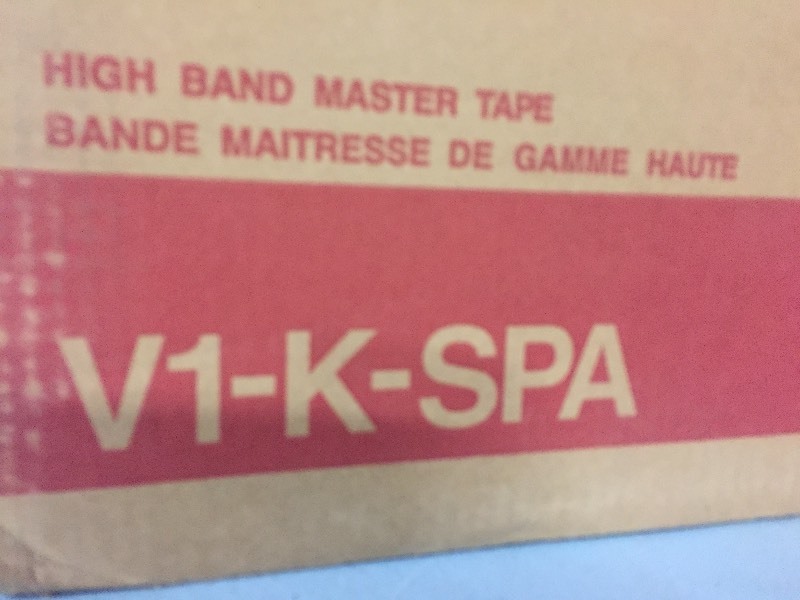 HIGH BAND MASTER TAPE
BANDE MAITRESSE DE GAMME HAUTE
V1-K-SPA